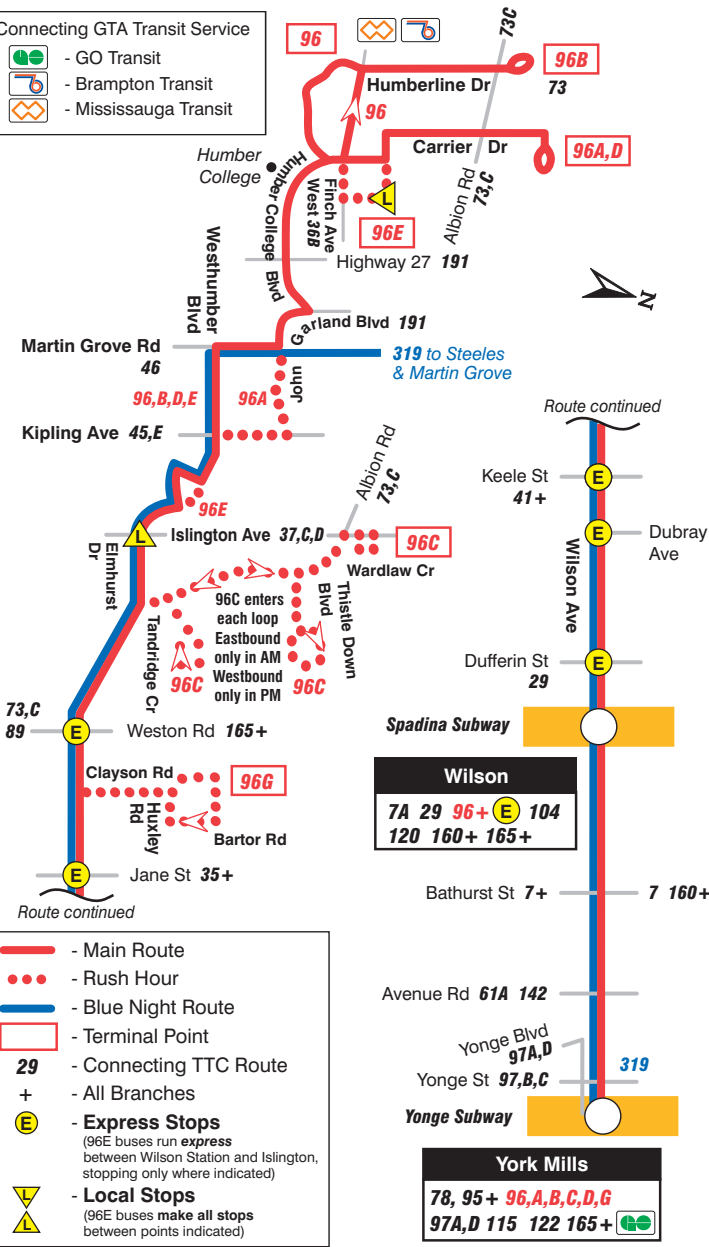 Connecting GTA Transit Service
- GO Transit
- Brampton Transit
- Mississauga Transit
96
73C
96B
Humberline Dr
73
96
Carrier Dr
96A,D
Humber
College
Humber College Blvd
Finch Ave
West 36B
L
96E
Albion Rd
73,C
Highway 27 191
N
Westhumber
Blvd
Garland Blvd 191
Martin Grove Rd
46
319 to Steeles
& Martin Grove
John
96,B,D,E
96A
Kipling Ave 45,E
96E
Albion Rd
73,C
L
Islington Ave 37,C,D
96C
Wardlaw Cr
Elmhurst
Dr
Thistle Down
Blvd
96C enters
each loop
Eastbound
only in AM
Westbound
only in PM
Tandridge Cr
96C
96C
73,C
89
E
Weston Rd 165+
Clayson Rd
96G
Huxley
Rd
Bartor Rd
E
Jane St 35+
Route continued
Route continued
Keele St
41+
E
E
Dubray
Ave
Wilson Ave
Dufferin St
29
E
Spadina Subway
Wilson
7A 29 96+ E 104
120 160+ 165+
Bathurst St 7+
7 160+
Avenue Rd 61A 142
Yonge Blvd
97A,D
319
Yonge St 97,B,C
Yonge Subway
York Mills
78, 95+ 96,A,B,C,D,G
97A,D 115 122 165+
- Main Route
- Rush Hour
- Blue Night Route
- Terminal Point
29 - Connecting TTC Route
+ - All Branches
E - Express Stops
(96E buses run express
between Wilson Station and Islington,
stopping only where indicated)
L - Local Stops
L (96E buses make all stops
between points indicated)